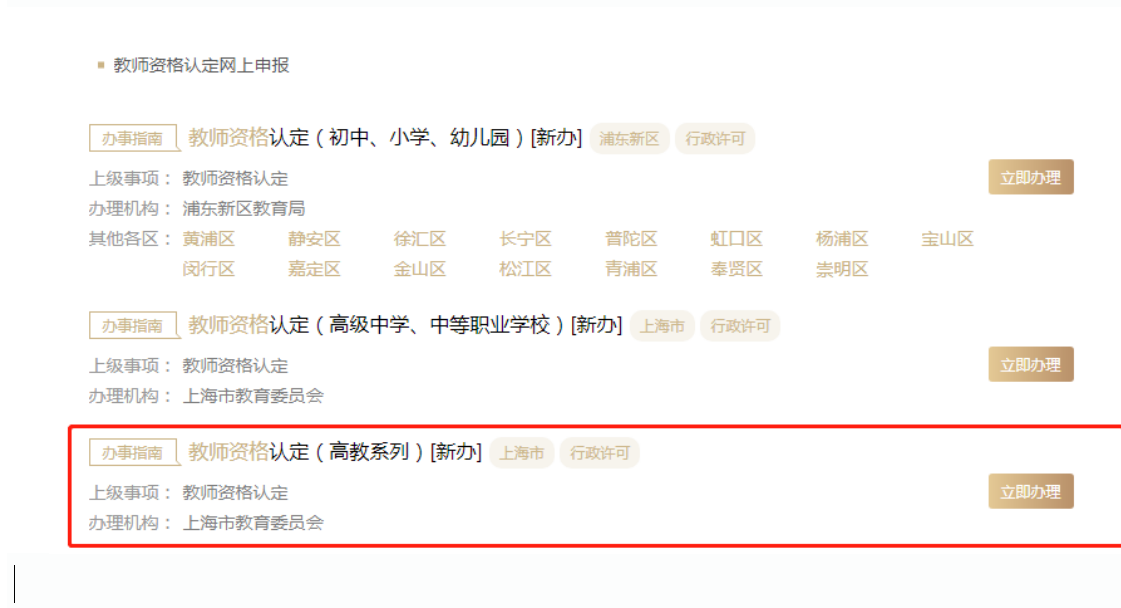 教师资格认定网上申报
办事指南 教师资格认定（初中、小学、幼儿园）[新办] 浦东新区 行政许可
上级事项： 教师资格认定
立即办理
办理机构： 浦东新区教育局
其他各区： 黄浦区 静安区 徐汇区 长宁区 普陀区 虹口区 杨浦区 宝山区
闵行区 嘉定区 金山区 松江区 青浦区 奉贤区 崇明区
办事指南 教师资格认定（高级中学、中等职业学校）[新办] 上海市 行政许可
上级事项： 教师资格认定
立即办理
办理机构： 上海市教育委员会
办事指南 教师资格认定（高教系列）[新办] 上海市 行政许可
上级事项： 教师资格认定
立即办理
办理机构： 上海市教育委员会